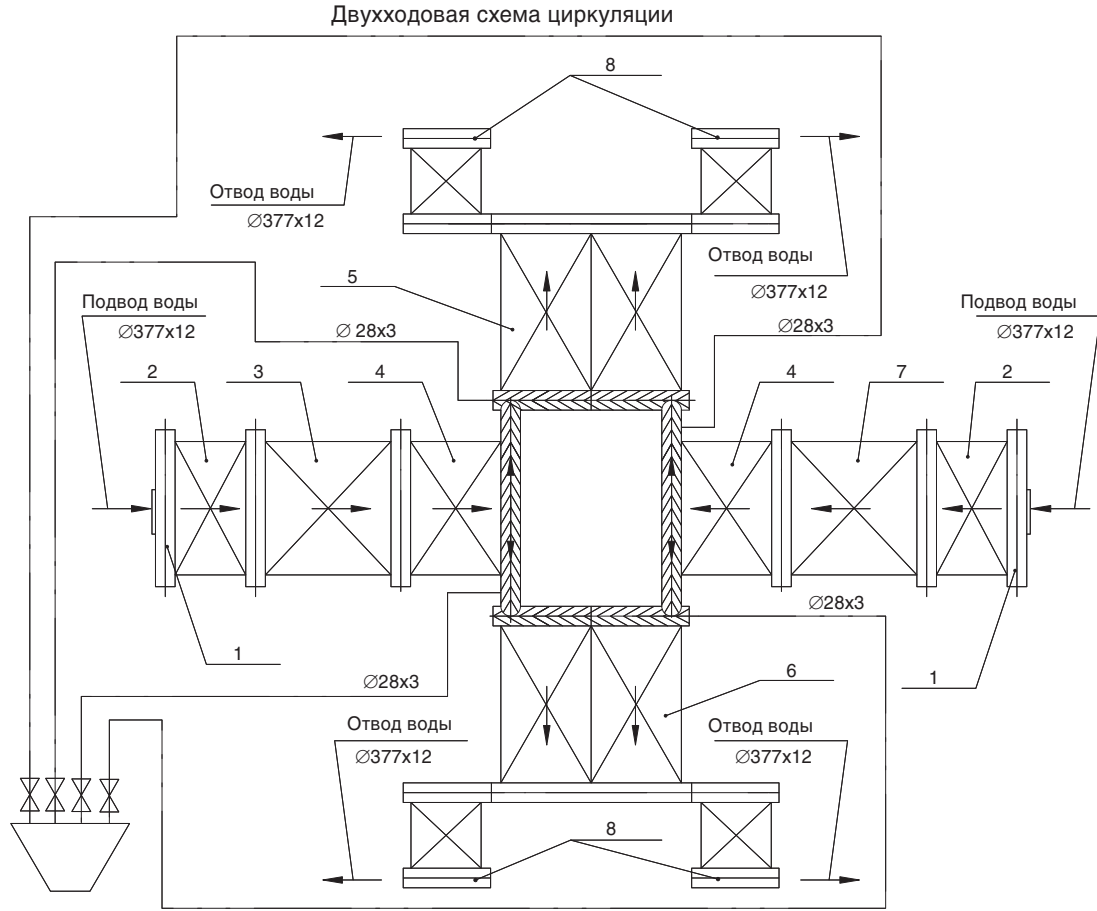 Двухходовая схема циркуляции
8
Отвод воды
∅377x12
Отвод воды
∅377x12
5
Подвод воды
∅377x12
∅ 28x3
∅28x3
Подвод воды
∅377x12
2
3
4
4
7
2
∅28x3
1
∅28x3
6
1
Отвод воды
∅377x12
Отвод воды
∅377x12
8